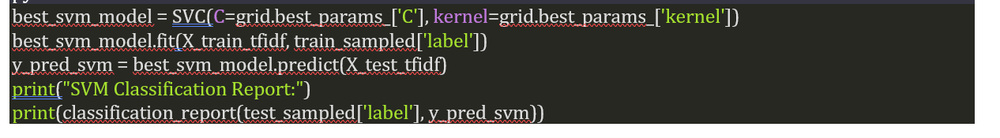 best_svm_model = SVC(C=grid.best_params_['C'], kernel=grid.best_params_['kernel'])
best_svm_model.fit(X_train_tfidf, train_sampled['label'])
y_pred_svm = best_svm_model.predict(X_test_tfidf)
print("SVM Classification Report:")
print(classification_report(test_sampled['label'], y_pred_svm))